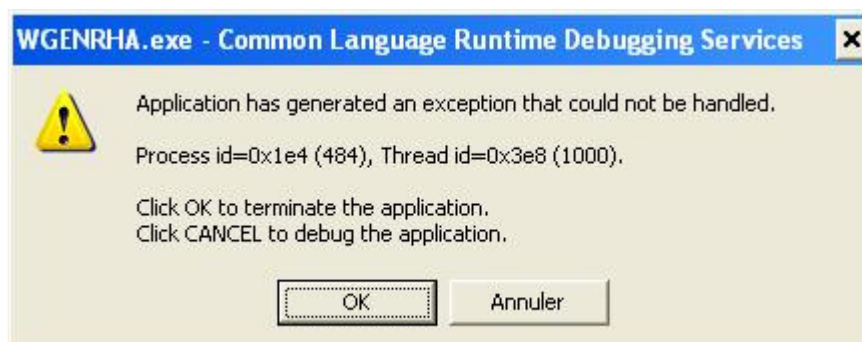 WGENRHA.exe - Common Language Runtime Debugging Services
Application has generated an exception that could not be handled.
Process id=0x1e4 (484), Thread id=0x3e8 (1000).
Click OK to terminate the application.
Click CANCEL to debug the application.
OK Annuler